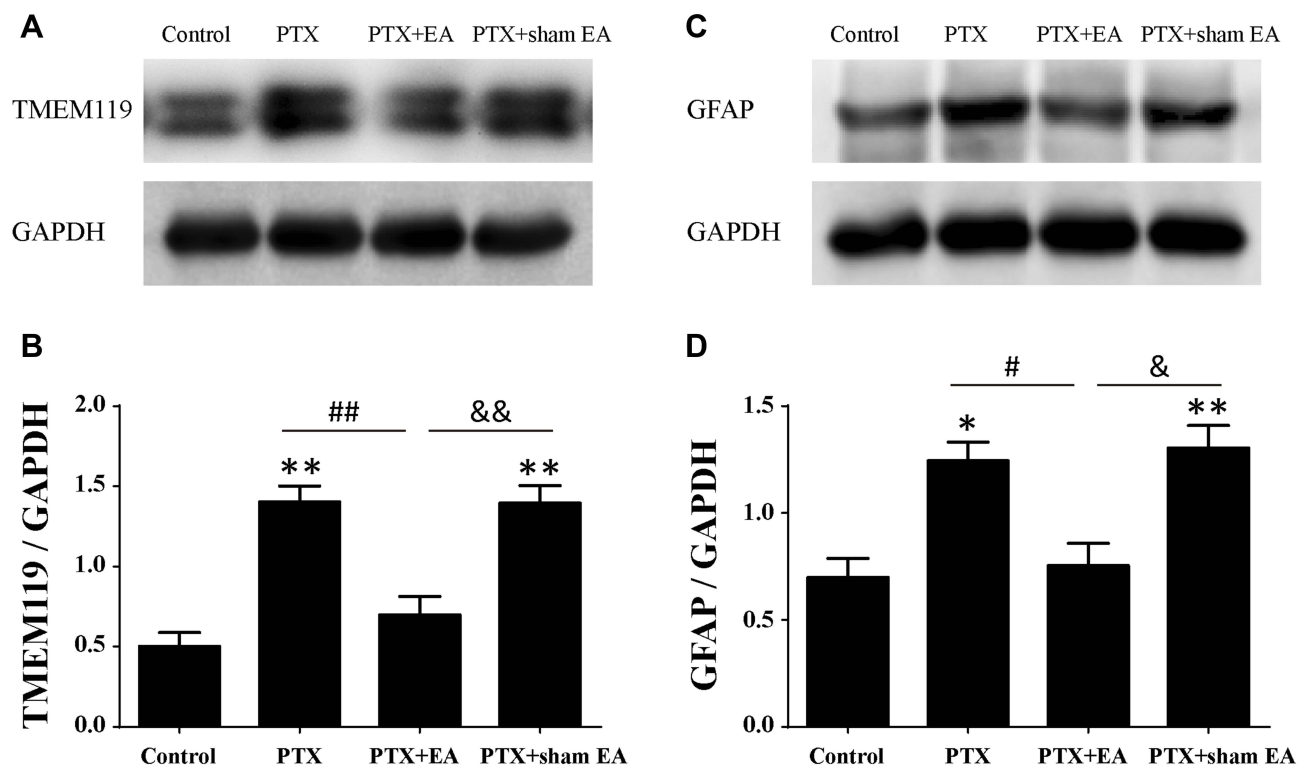 A
Control PTX PTX+EA PTX+sham EA
TMEM119
GAPDH
B
TMEM119 / GAPDH
2.0
1.5
1.0
0.5
0.0
## &&
** **
Control PTX PTX+EA PTX+sham EA
C
Control PTX PTX+EA PTX+sham EA
GFAP
GAPDH
D
GFAP / GAPDH
1.5
1.0
0.5
0.0
# &
* **
Control PTX PTX+EA PTX+sham EA